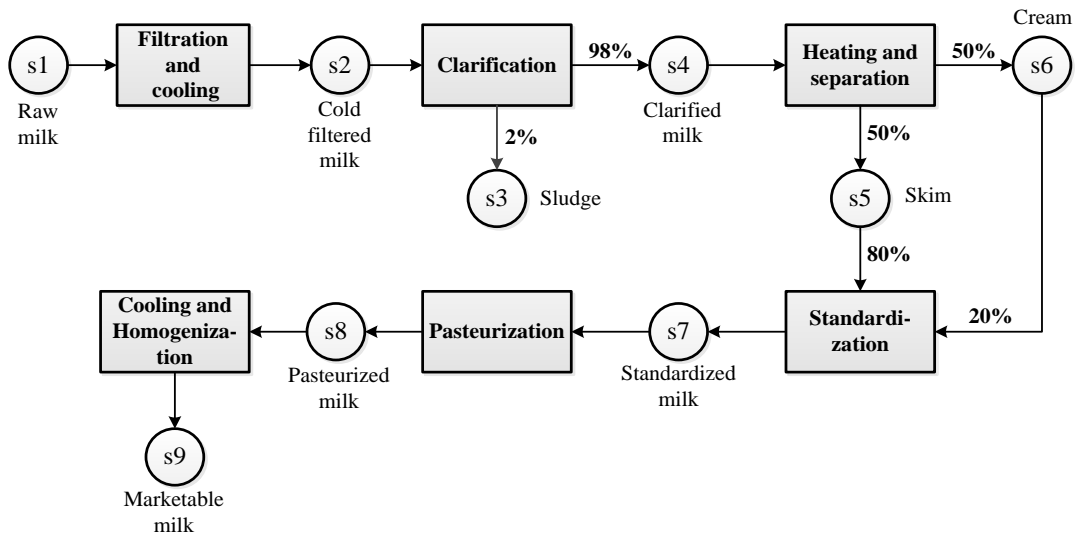 Cream
s1
Filtration
and
cooling
s2
Clarification
98%
s4
Heating and
separation
50%
s6
Raw
milk
Cold
filtered
milk
2%
Clarified
milk
50%
s3
Sludge
s5
Skim
80%
Cooling and
Homogeniza-
tion
s8
Pasteurization
s7
Standardi-
zation
20%
Pasteurized
milk
Standardized
milk
s9
Marketable
milk